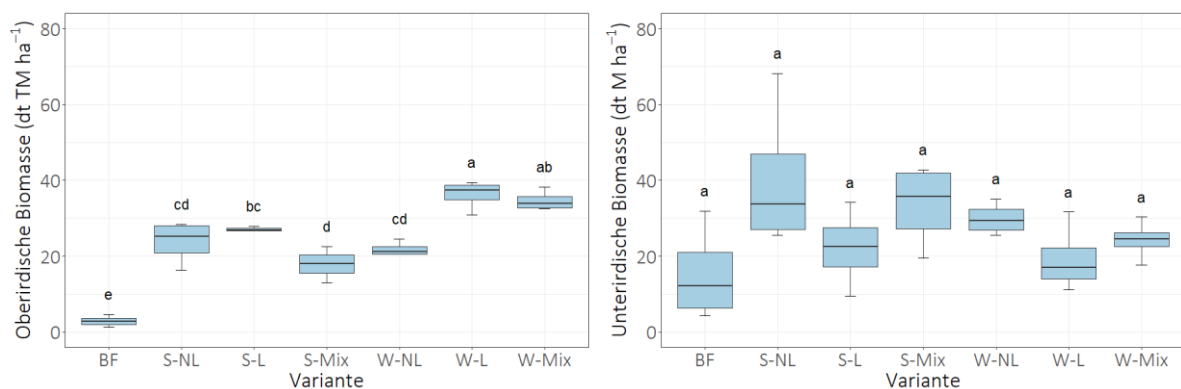 Oberirdische Biomasse (dt TM ha⁻¹)
80
60
40
20
0
e
cd
bc
d
cd
a
ab
BF
S-NL
S-L
S-Mix
W-NL
W-L
W-Mix
Variante
Unterirdische Biomasse (dt M ha⁻¹)
80
60
40
20
0
a
a
a
a
a
a
a
BF
S-NL
S-L
S-Mix
W-NL
W-L
W-Mix
Variante